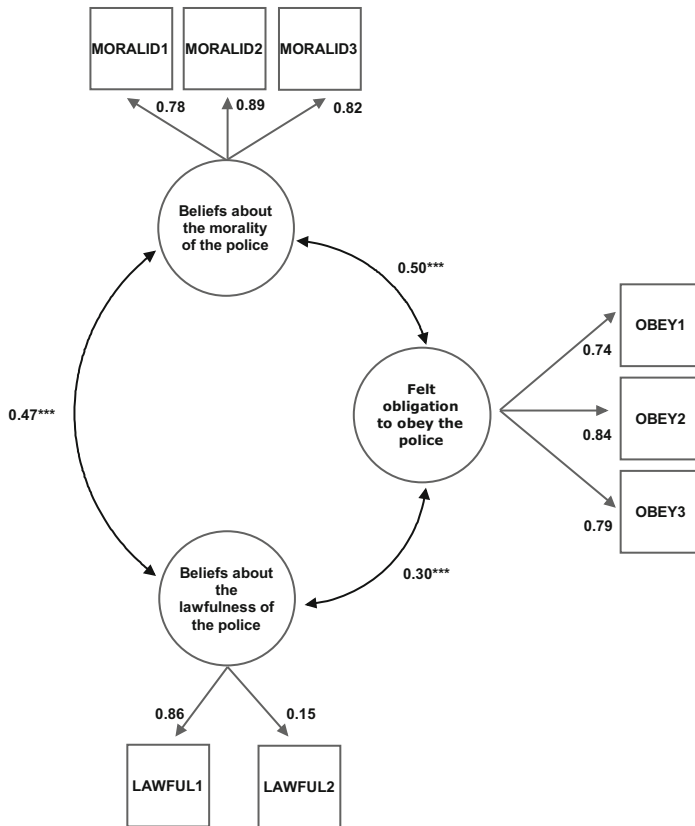 MORALID1
MORALID2
MORALID3
0.78
0.89
0.82
Beliefs about
the morality
of the police
0.50***
OBEY1
0.74
Felt
obligation
to obey the
police
OBEY2
0.84
0.47***
OBEY3
0.79
Beliefs about
the
lawfulness of
the police
0.30***
0.86
0.15
LAWFUL1
LAWFUL2